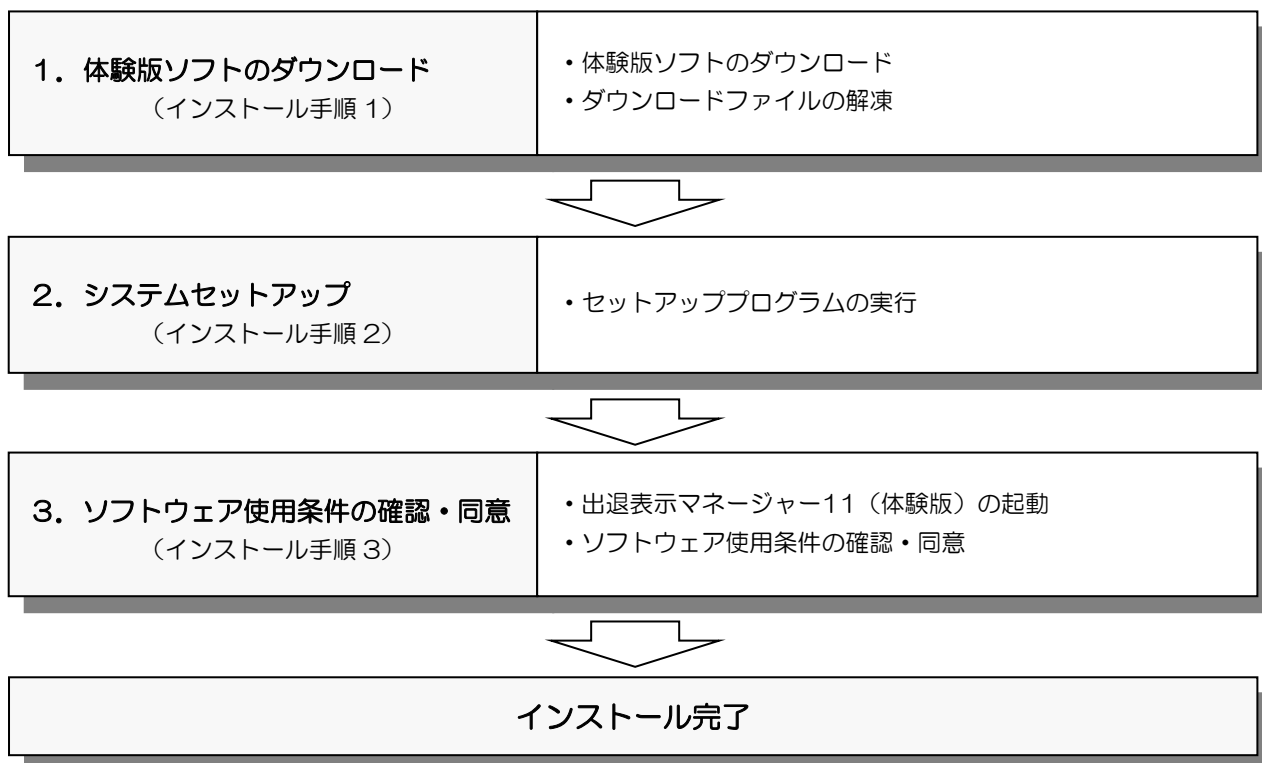 1．体験版ソフトのダウンロード
（インストール手順 1）
・体験版ソフトのダウンロード
・ダウンロードファイルの解凍
2．システムセットアップ
（インストール手順 2）
・セットアッププログラムの実行
3．ソフトウェア使用条件の確認・同意
（インストール手順 3）
・出退表示マネージャー11（体験版）の起動
・ソフトウェア使用条件の確認・同意
インストール完了